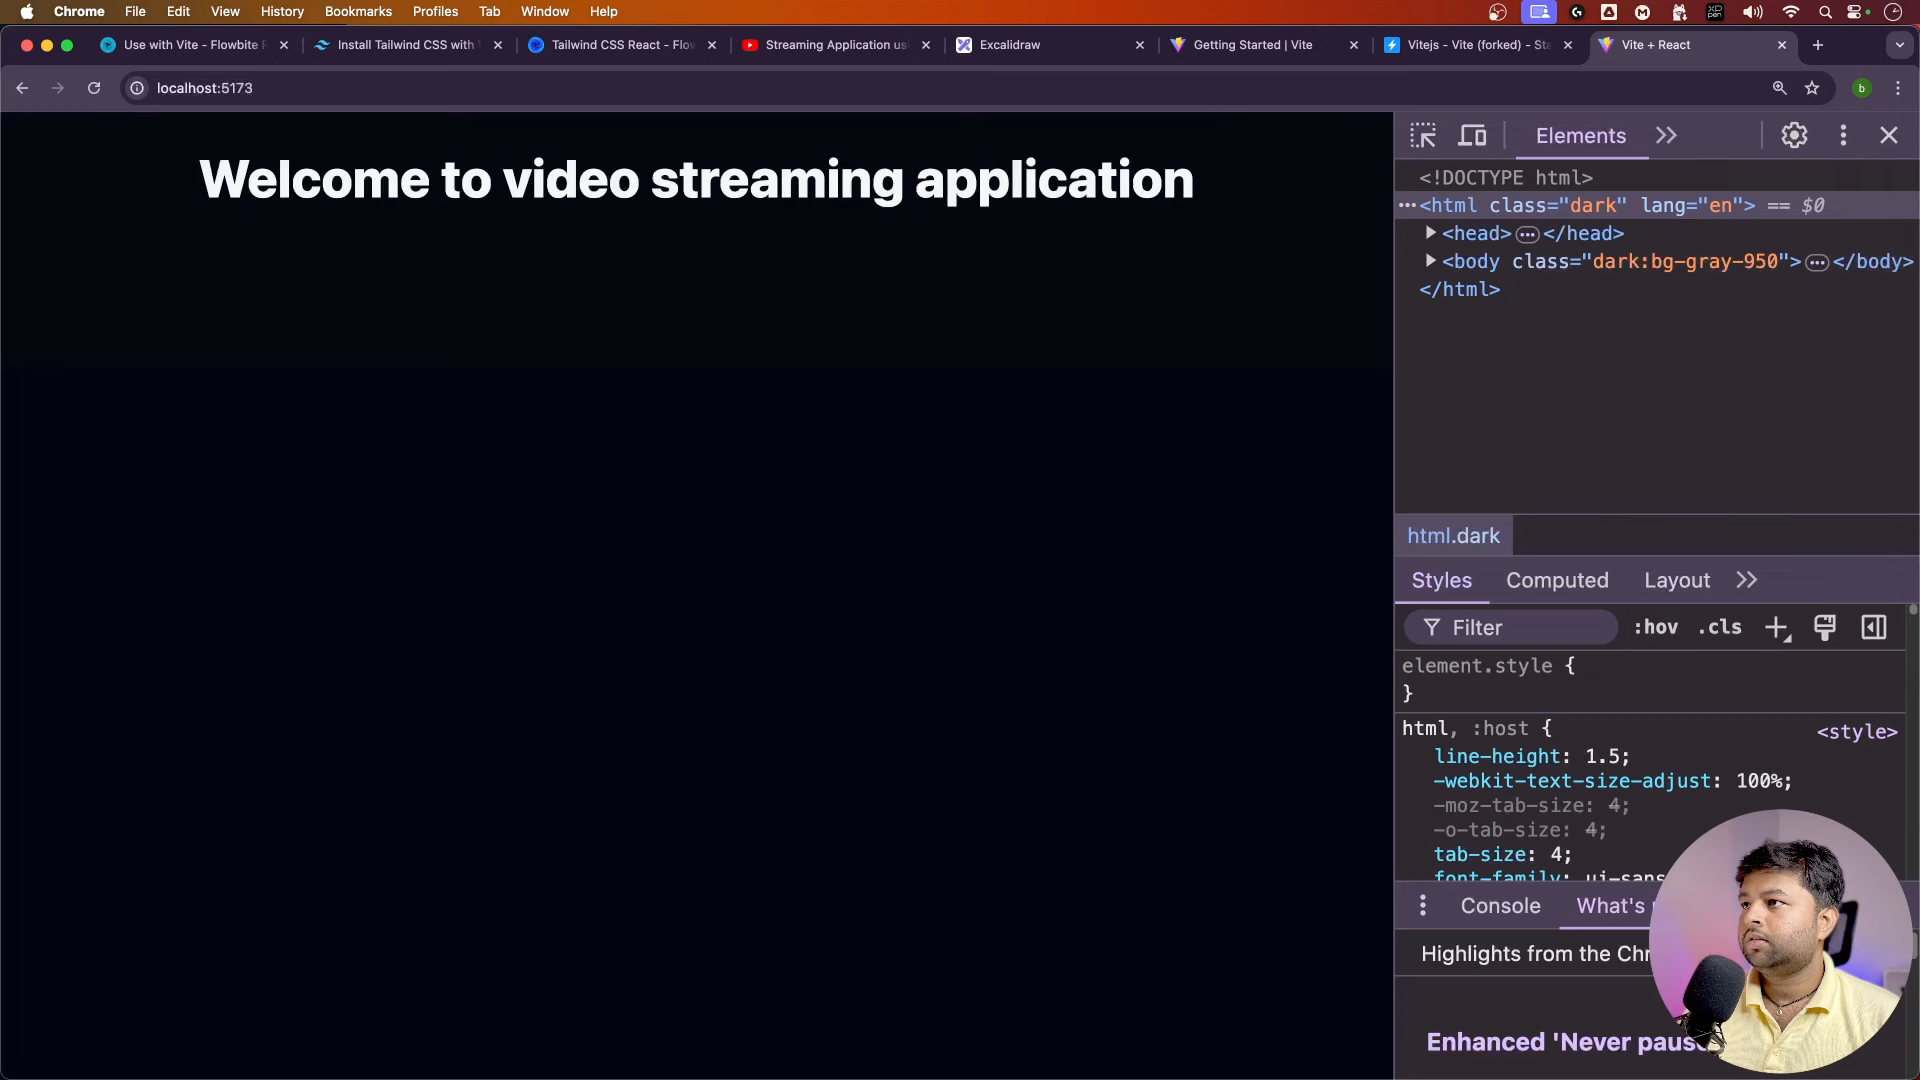 Chrome File Edit View History Bookmarks Profiles Tab Window Help
Use with Vite - Flowbite Install Tailwind CSS with Tailwind CSS React - Flow Streaming Application us Excalidraw Getting Started | Vite Vitejs - Vite (forked) - Sta Vite + React
localhost:5173 b
Welcome to video streaming application
Elements
<!DOCTYPE html>
<html class="dark" lang="en"> == $0
<head> </head>
<body class="dark:bg-gray-950"> </body>
</html>
html.dark
Styles Computed Layout
Filter :hov .cls
element.style {
}
html, :host { <style>
line-height: 1.5;
-webkit-text-size-adjust: 100%;
-moz-tab-size: 4;
-o-tab-size: 4;
tab-size: 4;
font-family: ui-sans
Console What's
Highlights from the Chr
Enhanced 'Never pause